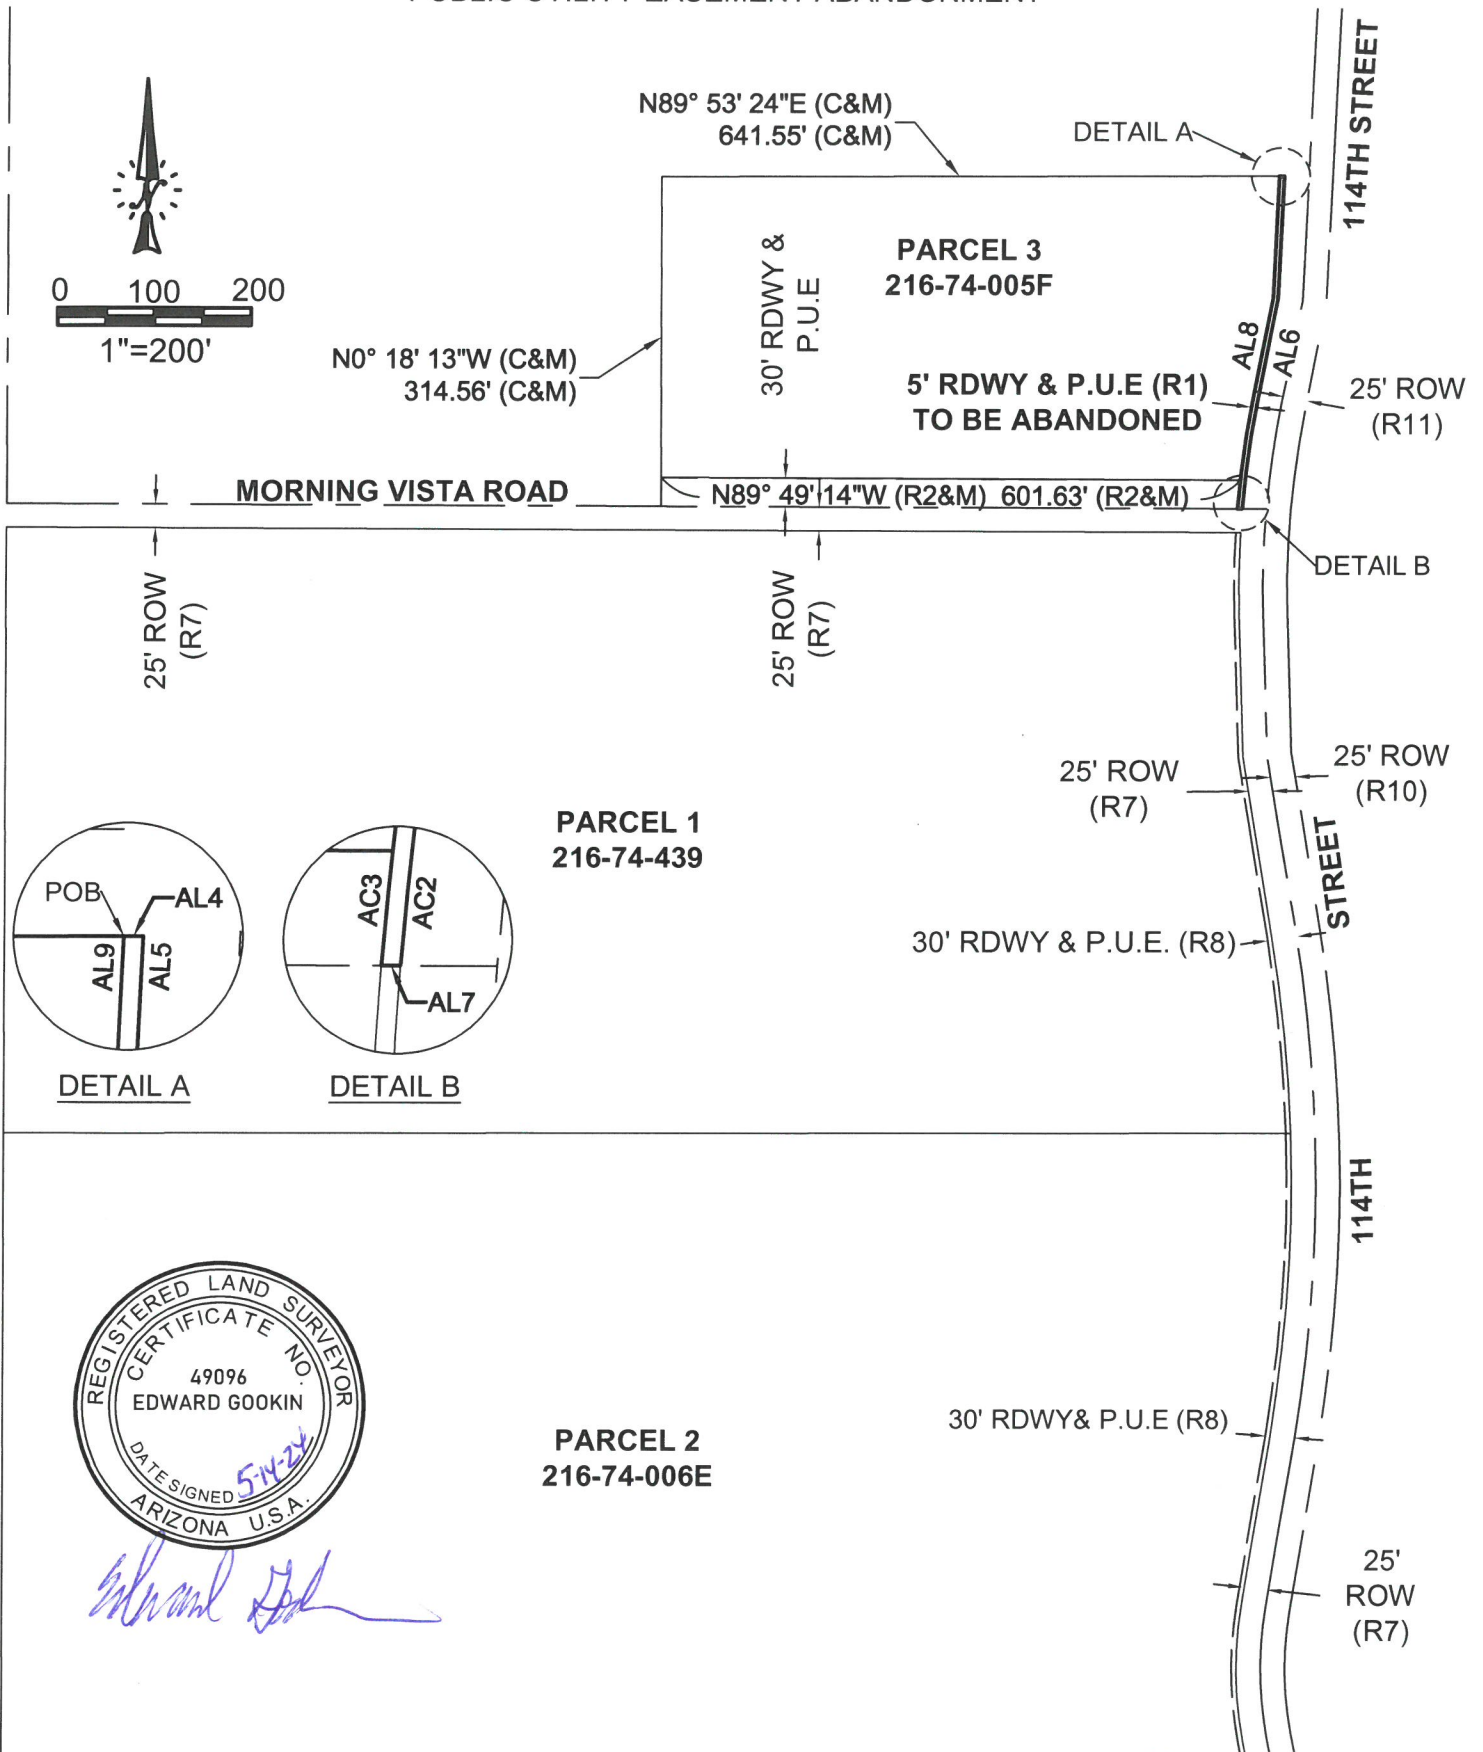 N89° 53' 24"E (C&M)
641.55' (C&M)
DETAIL A
114TH STREET
0 100 200
1"=200'
N0° 18' 13"W (C&M)
314.56' (C&M)
30' RDWY &
P.U.E
PARCEL 3
216-74-005F
AL8
AL6
5' RDWY & P.U.E (R1)
TO BE ABANDONED
25' ROW
(R11)
MORNING VISTA ROAD
N89° 49' 14"W (R2&M) 601.63' (R2&M)
DETAIL B
25' ROW
(R7)
25' ROW
(R7)
25' ROW
(R7)
25' ROW
(R10)
PARCEL 1
216-74-439
STREET
POB
AL4
AL9
AL5
AC3
AC2
AL7
30' RDWY & P.U.E. (R8)
DETAIL A
DETAIL B
114TH
REGISTERED LAND SURVEYOR
CERTIFICATE NO.
49096
EDWARD GOOKIN
DATE SIGNED 5-14-24
ARIZONA U.S.A.
30' RDWY& P.U.E (R8)
PARCEL 2
216-74-006E
25'
ROW
(R7)